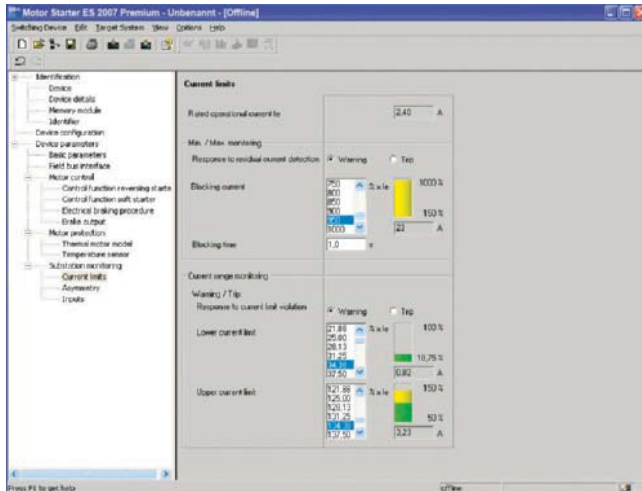 Motor Starter ES 2007 Premium - Unbenannt - [Offline]
Switching Device Edit Target System View Options Help
Identification
Device
Device details
Memory module
Identifier
Device configuration
Device parameters
Basic parameters
Field bus interface
Motor control
Control function reversing starte
Control function soft starter
Electrical braking procedure
Brake output
Motor protection
Thermal motor model
Temperature sensor
Substation monitoring
Current limits
Asymmetry
Inputs
Current limits
Rated operational current Ie 2,40 A
Min. / Max. monitoring
Response to residual current detection Warning Trip
Blocking current
750
800
850
900
950
1000
% x Ie
1000 %
150 %
23 A
Blocking time 1,0 s
Current range monitoring
Warning / Trip:
Response to current limit violation Warning Trip
Lower current limit
21,88
25,00
28,13
31,25
34,38
37,50
% x Ie
100 %
18,75 %
0,82 A
Upper current limit
121,88
125,00
128,13
131,25
134,38
137,50
% x Ie
150 %
50 %
3,23 A
Press F1 to get help offline